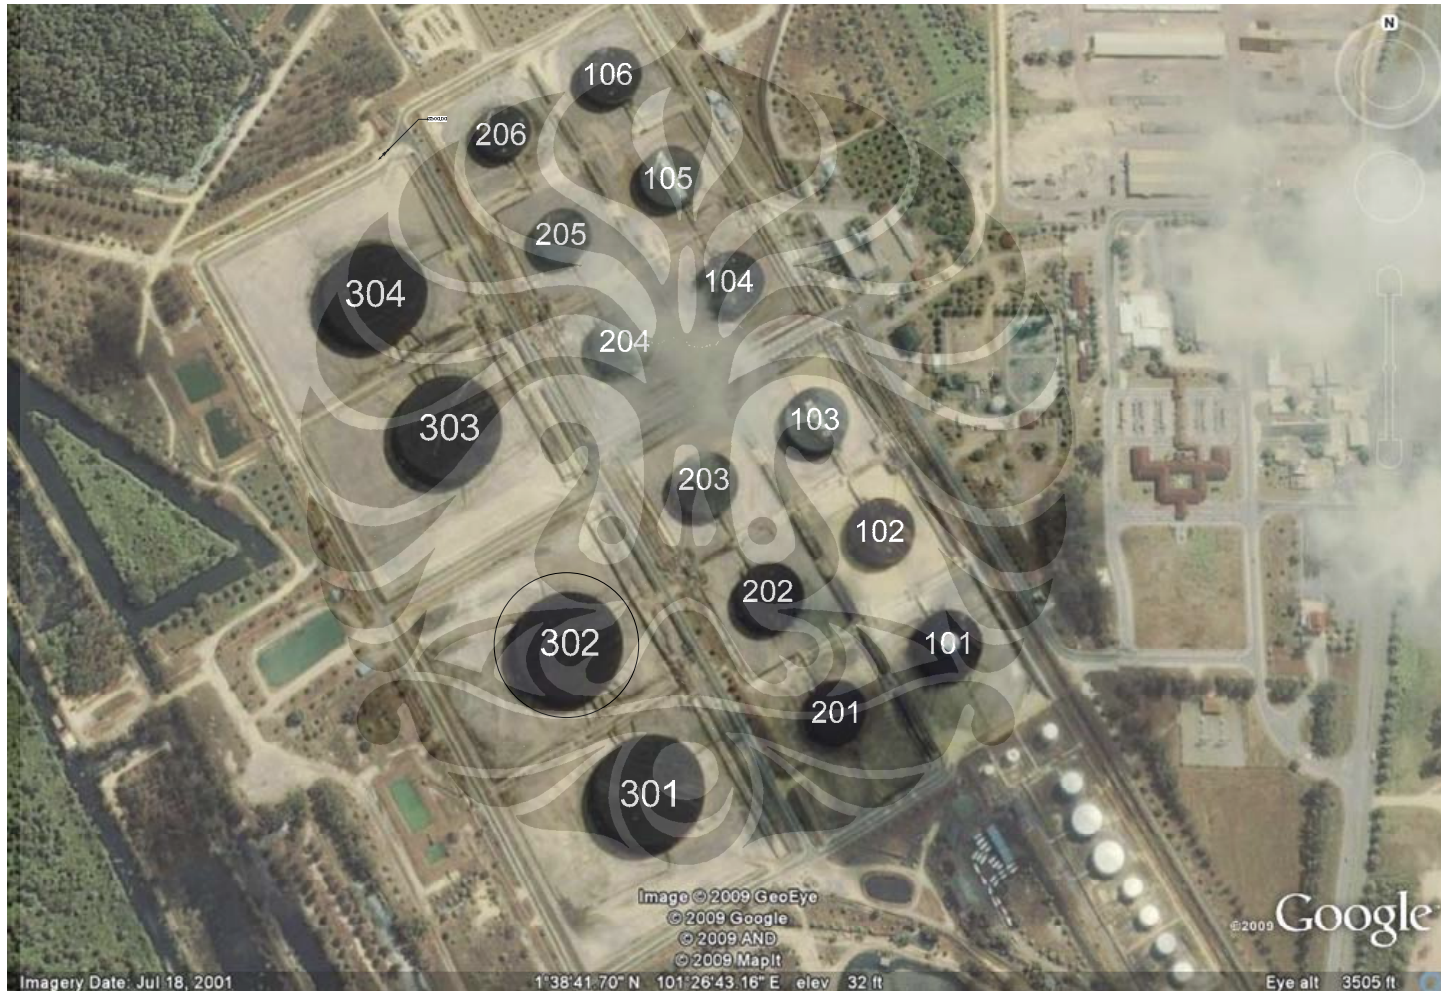 N
106
206
105
205
104
304
204
303
103
203
102
202
302
101
201
301
Image © 2009 GeoEye
© 2009 Google
© 2009 AND
© 2009 MapIt
©2009 Google
Imagery Date: Jul 18, 2001
1°38'41.70" N 101°26'43.16" E elev 32 ft
Eye alt 3505 ft